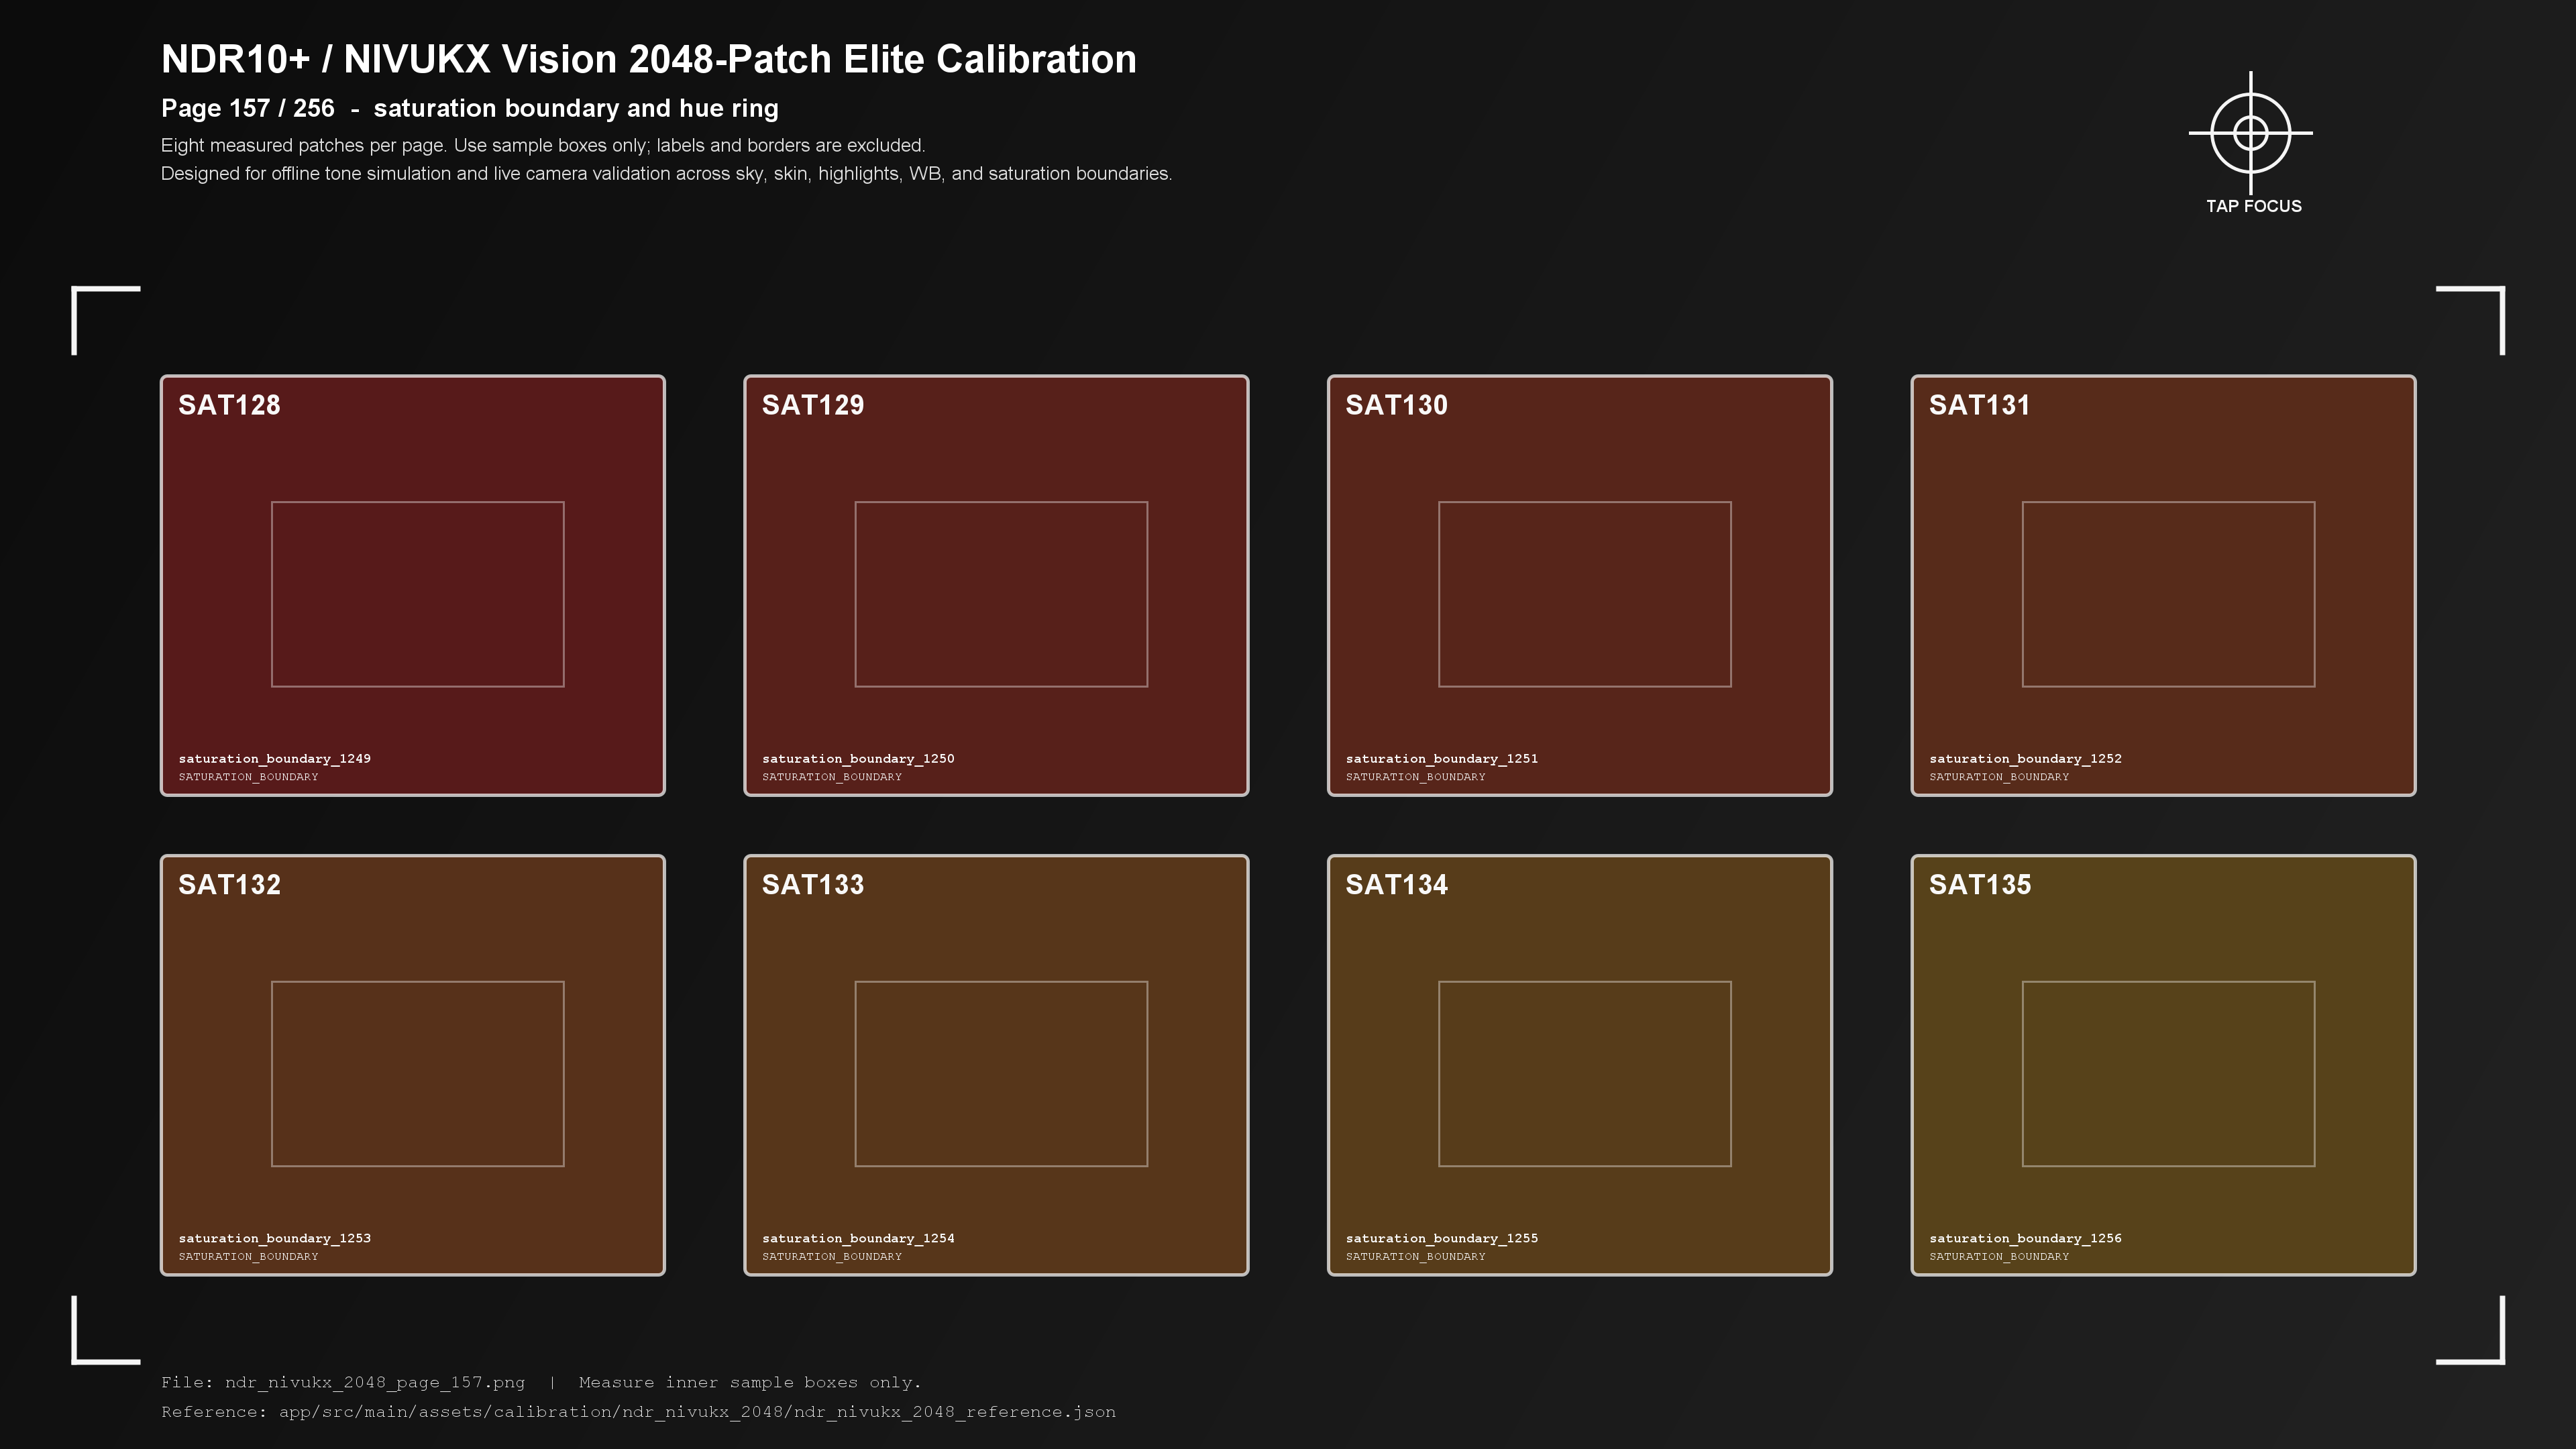 NDR10+ / NIVUKX Vision 2048-Patch Elite Calibration
Page 157 / 256 - saturation boundary and hue ring
Eight measured patches per page. Use sample boxes only; labels and borders are excluded.
Designed for offline tone simulation and live camera validation across sky, skin, highlights, WB, and saturation boundaries.
TAP FOCUS
SAT128
saturation_boundary_1249
SATURATION_BOUNDARY
SAT129
saturation_boundary_1250
SATURATION_BOUNDARY
SAT130
saturation_boundary_1251
SATURATION_BOUNDARY
SAT131
saturation_boundary_1252
SATURATION_BOUNDARY
SAT132
saturation_boundary_1253
SATURATION_BOUNDARY
SAT133
saturation_boundary_1254
SATURATION_BOUNDARY
SAT134
saturation_boundary_1255
SATURATION_BOUNDARY
SAT135
saturation_boundary_1256
SATURATION_BOUNDARY
File: ndr_nivukx_2048_page_157.png | Measure inner sample boxes only.
Reference: app/src/main/assets/calibration/ndr_nivukx_2048/ndr_nivukx_2048_reference.json